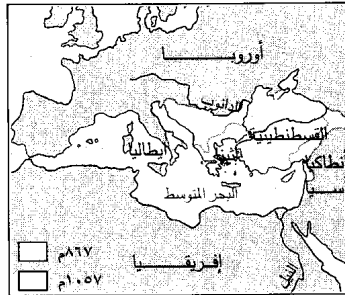 أوروبا
الدانوب
القسطنطينية
إيطاليا
أنطاكية
البحر المتوسط
٨٦٧م
١٠٥٧م
إفريقيا
النيل